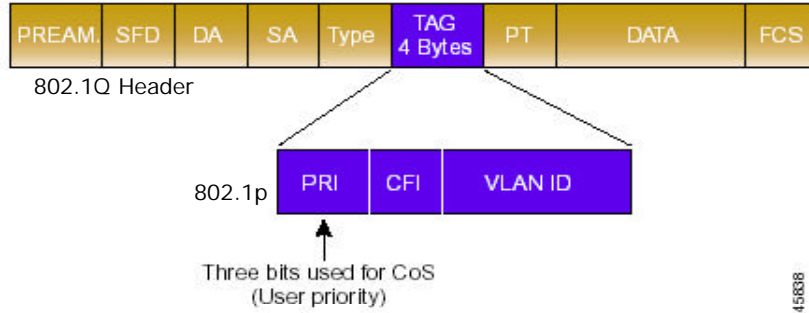 PREAM. SFD DA SA Type TAG 4 Bytes PT DATA FCS
802.1Q Header
802.1p PRI CFI VLAN ID
Three bits used for CoS
(User priority)
45838